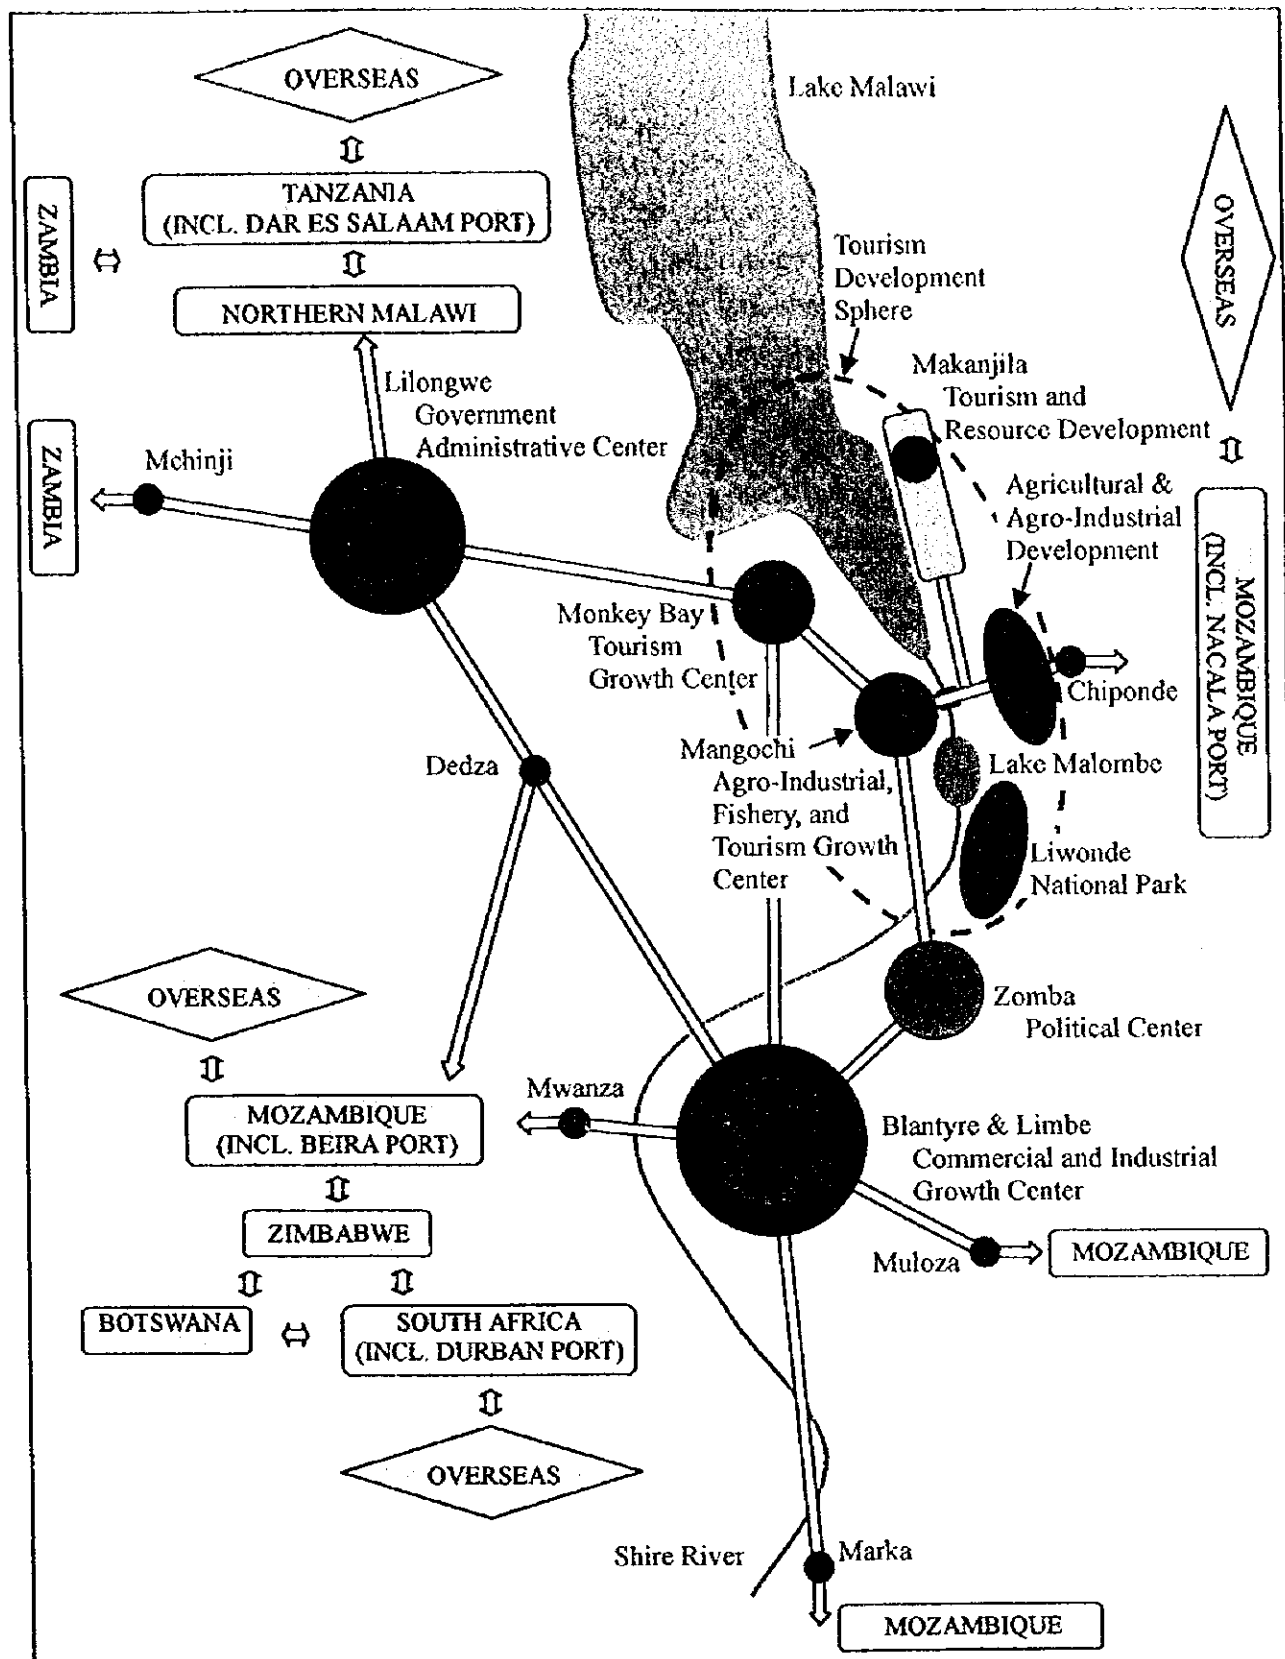 OVERSEAS
Lake Malawi
ZAMBIA
TANZANIA
(INCL. DAR ES SALAAM PORT)
OVERSEAS
Tourism
Development
Sphere
NORTHERN MALAWI
Makanjila
Tourism and
Resource Development
Lilongwe
Government
Administrative Center
ZAMBIA
Mchinji
Agricultural &
Agro-Industrial
Development
MOZAMBIQUE
(INCL. NACALA PORT)
Monkey Bay
Tourism
Growth Center
Chiponde
Dedza
Mangochi
Agro-Industrial,
Fishery, and
Tourism Growth
Center
Lake Malombe
Liwonde
National Park
OVERSEAS
Zomba
Political Center
Mwanza
MOZAMBIQUE
(INCL. BEIRA PORT)
Blantyre & Limbe
Commercial and Industrial
Growth Center
ZIMBABWE
Muloza
MOZAMBIQUE
BOTSWANA
SOUTH AFRICA
(INCL. DURBAN PORT)
OVERSEAS
Shire River
Marka
MOZAMBIQUE